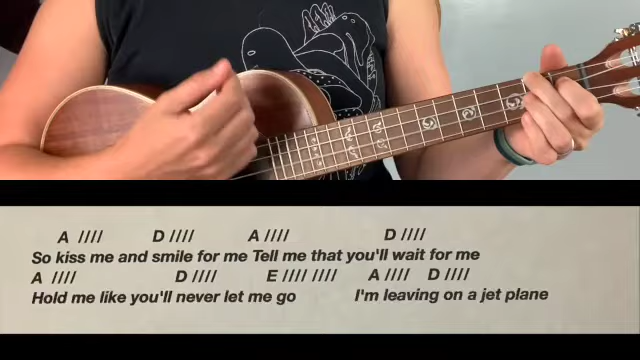 A //// D //// A //// D ////
So kiss me and smile for me Tell me that you'll wait for me
A //// D //// E //// //// A //// D ////
Hold me like you'll never let me go I'm leaving on a jet plane